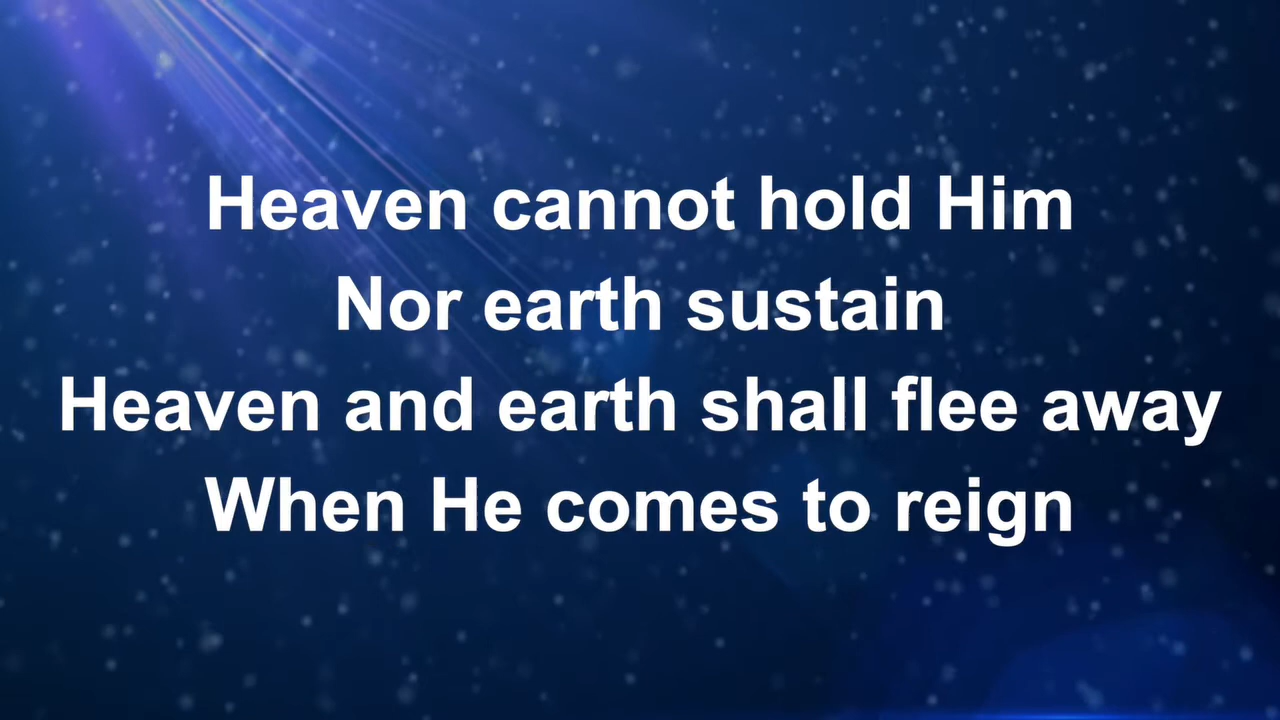 Heaven cannot hold Him
Nor earth sustain
Heaven and earth shall flee away
When He comes to reign